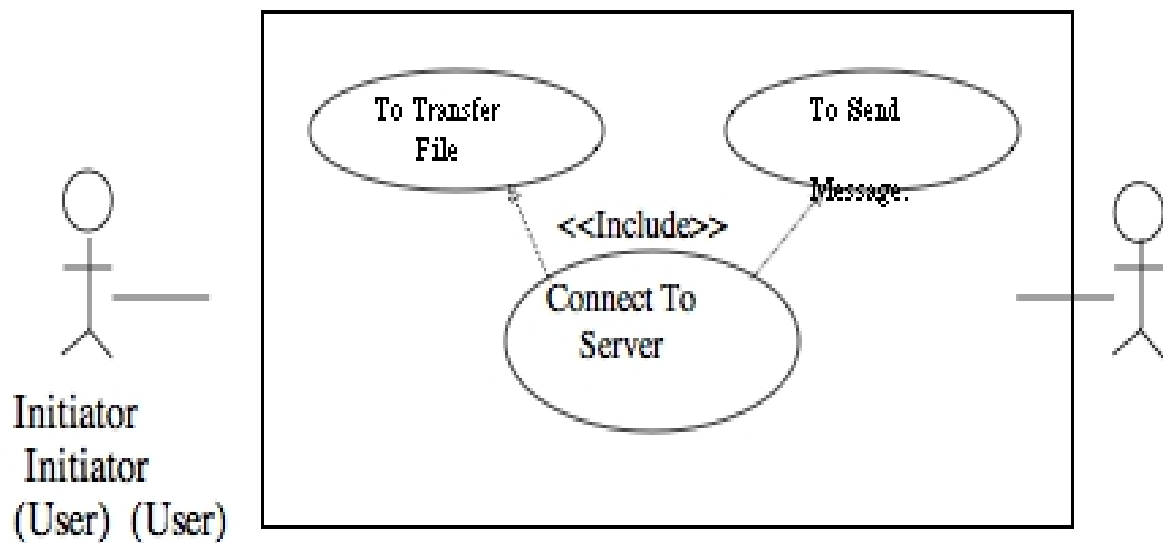 To Transfer
File
To Send
Message.
<<Include>>
Connect To
Server
Initiator
Initiator
(User) (User)